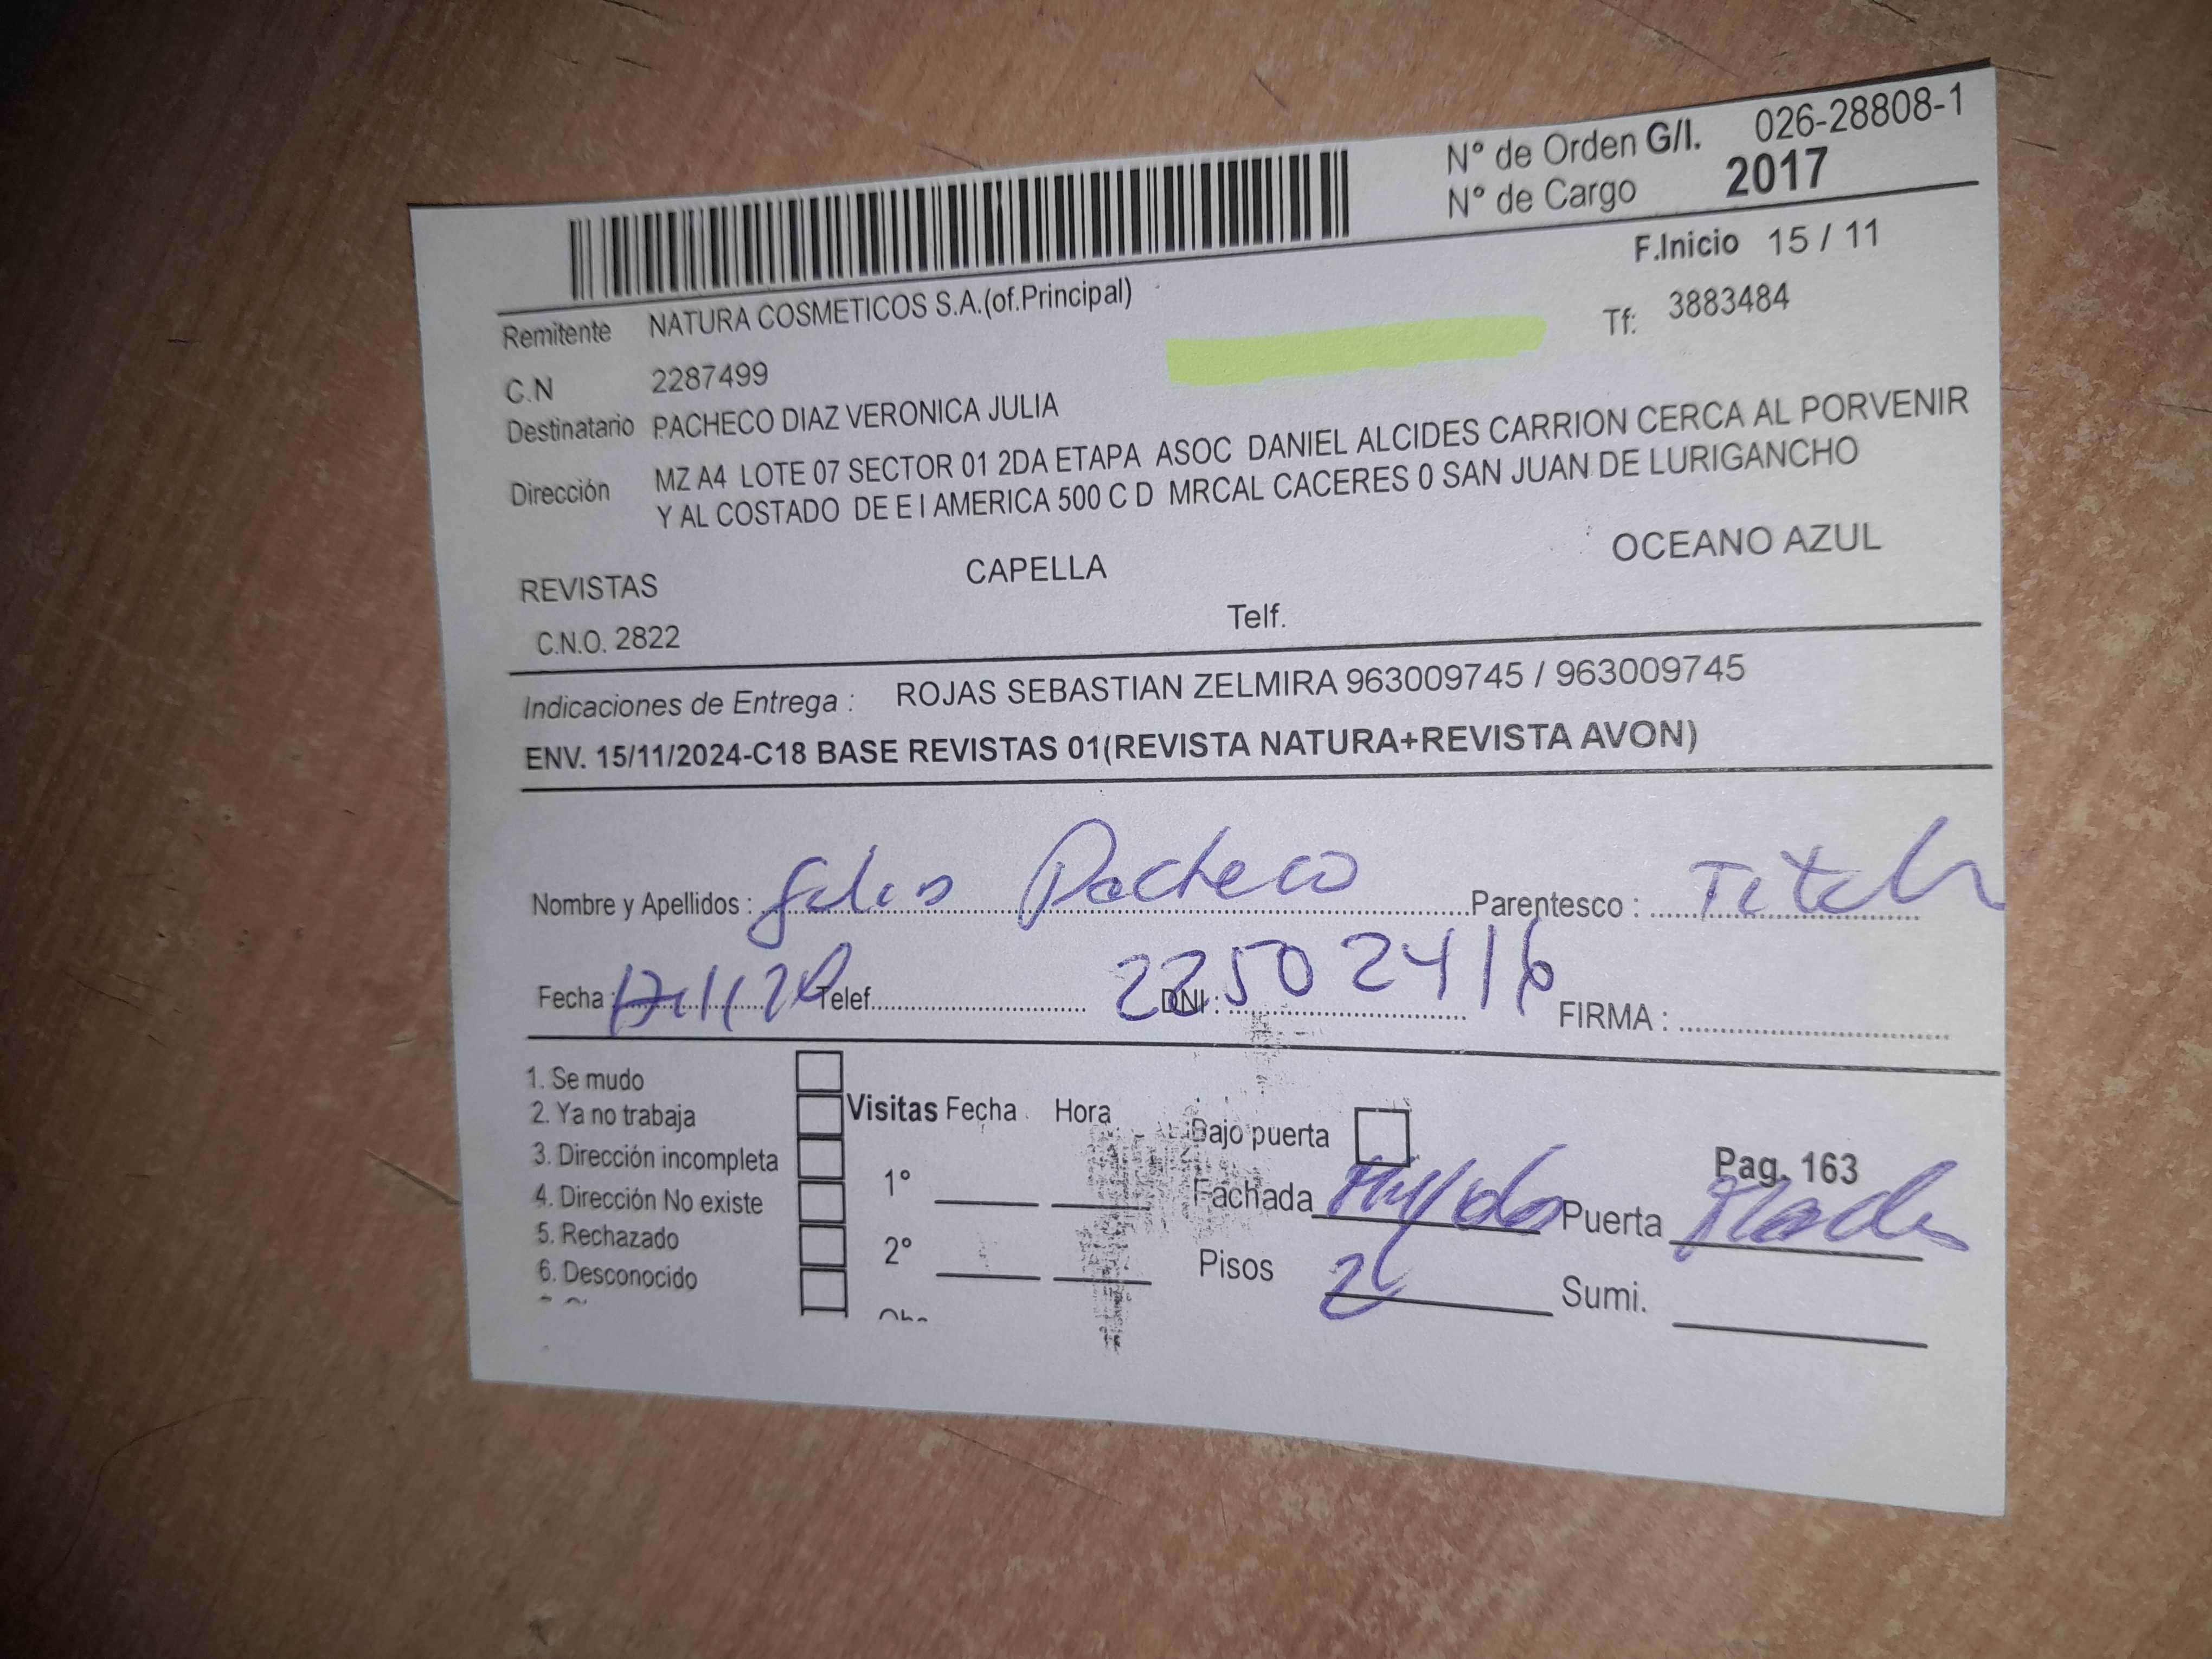 Nº de Orden G/I. 026-28808-1
Nº de Cargo 2017
F.Inicio 15 / 11
Remitente NATURA COSMETICOS S.A.(of.Principal)
Tf: 3883484
C.N 2287499
Destinatario PACHECO DIAZ VERONICA JULIA
Dirección MZ A4 LOTE 07 SECTOR 01 2DA ETAPA ASOC DANIEL ALCIDES CARRION CERCA AL PORVENIR
Y AL COSTADO DE E I AMERICA 500 C D MRCAL CACERES 0 SAN JUAN DE LURIGANCHO
REVISTAS CAPELLA OCEANO AZUL
C.N.O. 2822 Telf.
Indicaciones de Entrega : ROJAS SEBASTIAN ZELMIRA 963009745 / 963009745
ENV. 15/11/2024-C18 BASE REVISTAS 01(REVISTA NATURA+REVISTA AVON)
Nombre y Apellidos : Pacheco Parentesco :
Fecha : Telef. DNI : 22502416 FIRMA :
1. Se mudo
2. Ya no trabaja Visitas Fecha Hora Bajo puerta
3. Dirección incompleta Pag. 163
4. Dirección No existe 1º Fachada Puerta
5. Rechazado
6. Desconocido 2º Pisos 2 Sumi.